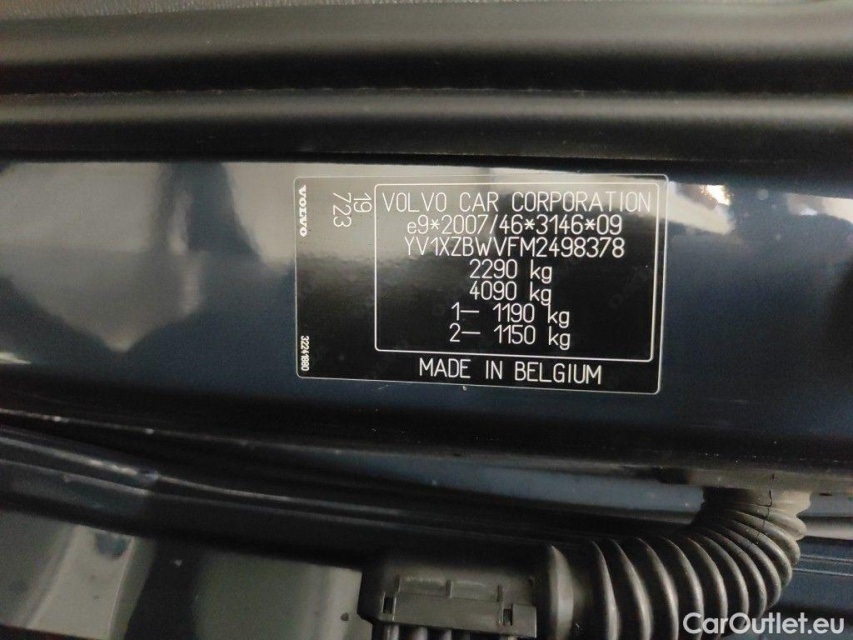 VOLVO
19
723
VOLVO CAR CORPORATION
e9*2007/46*3146*09
YV1XZBWVFM2498378
2290 kg
4090 kg
1– 1190 kg
2– 1150 kg
MADE IN BELGIUM
32241980
CarOutlet.eu